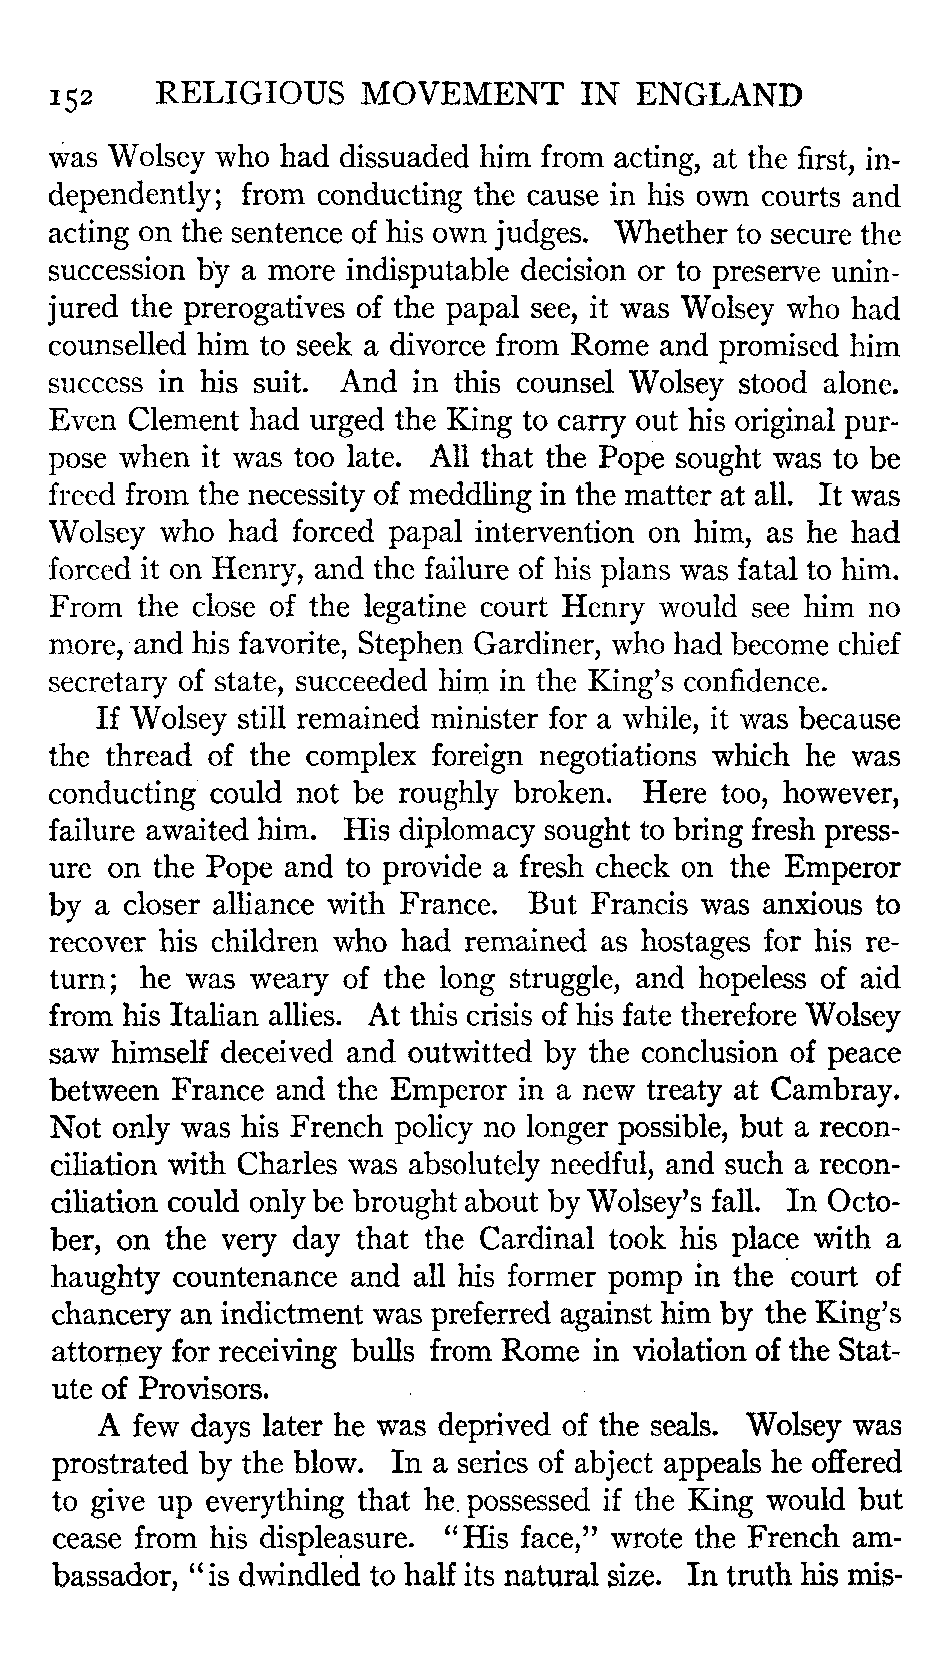 152 RELIGIOUS MOVEMENT IN ENGLAND
was Wolsey who had dissuaded him from acting, at the first, in-
dependently; from conducting the cause in his own courts and
acting on the sentence of his own judges. Whether to secure the
succession by a more indisputable decision or to preserve unin-
jured the prerogatives of the papal see, it was Wolsey who had
counselled him to seek a divorce from Rome and promised him
success in his suit. And in this counsel Wolsey stood alone.
Even Clement had urged the King to carry out his original pur-
pose when it was too late. All that the Pope sought was to be
freed from the necessity of meddling in the matter at all. It was
Wolsey who had forced papal intervention on him, as he had
forced it on Henry, and the failure of his plans was fatal to him.
From the close of the legatine court Henry would see him no
more, and his favorite, Stephen Gardiner, who had become chief
secretary of state, succeeded him in the King's confidence.
If Wolsey still remained minister for a while, it was because
the thread of the complex foreign negotiations which he was
conducting could not be roughly broken. Here too, however,
failure awaited him. His diplomacy sought to bring fresh press-
ure on the Pope and to provide a fresh check on the Emperor
by a closer alliance with France. But Francis was anxious to
recover his children who had remained as hostages for his re-
turn; he was weary of the long struggle, and hopeless of aid
from his Italian allies. At this crisis of his fate therefore Wolsey
saw himself deceived and outwitted by the conclusion of peace
between France and the Emperor in a new treaty at Cambray.
Not only was his French policy no longer possible, but a recon-
ciliation with Charles was absolutely needful, and such a recon-
ciliation could only be brought about by Wolsey's fall. In Octo-
ber, on the very day that the Cardinal took his place with a
haughty countenance and all his former pomp in the court of
chancery an indictment was preferred against him by the King's
attorney for receiving bulls from Rome in violation of the Stat-
ute of Provisors.
A few days later he was deprived of the seals. Wolsey was
prostrated by the blow. In a series of abject appeals he offered
to give up everything that he possessed if the King would but
cease from his displeasure. "His face," wrote the French am-
bassador, "is dwindled to half its natural size. In truth his mis-